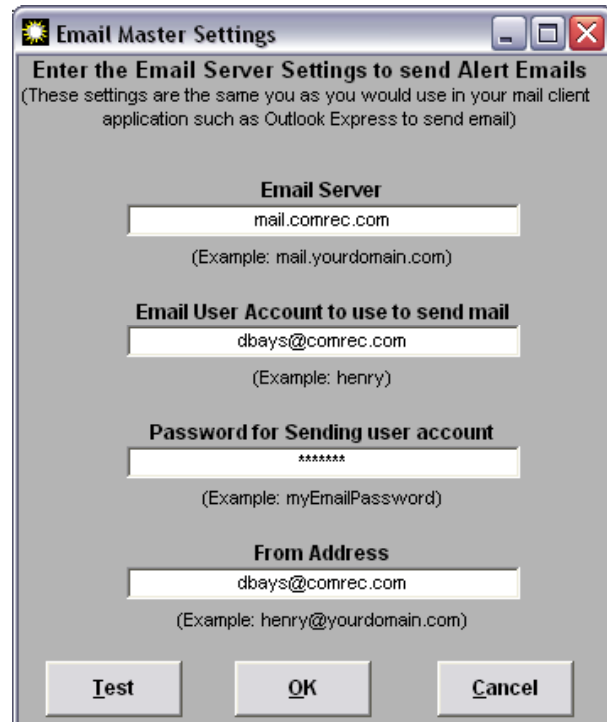 Email Master Settings
Enter the Email Server Settings to send Alert Emails
(These settings are the same you as you would use in your mail client
application such as Outlook Express to send email)
Email Server
mail.comrec.com
(Example: mail.yourdomain.com)
Email User Account to use to send mail
dbays@comrec.com
(Example: henry)
Password for Sending user account
*******
(Example: myEmailPassword)
From Address
dbays@comrec.com
(Example: henry@yourdomain.com)
Test OK Cancel